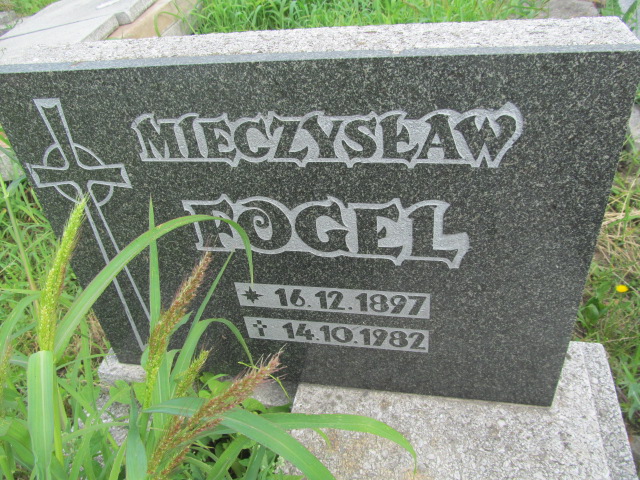 MIECZYSŁAW
FOGEL
* 16.12.1897
† 14.10.1982